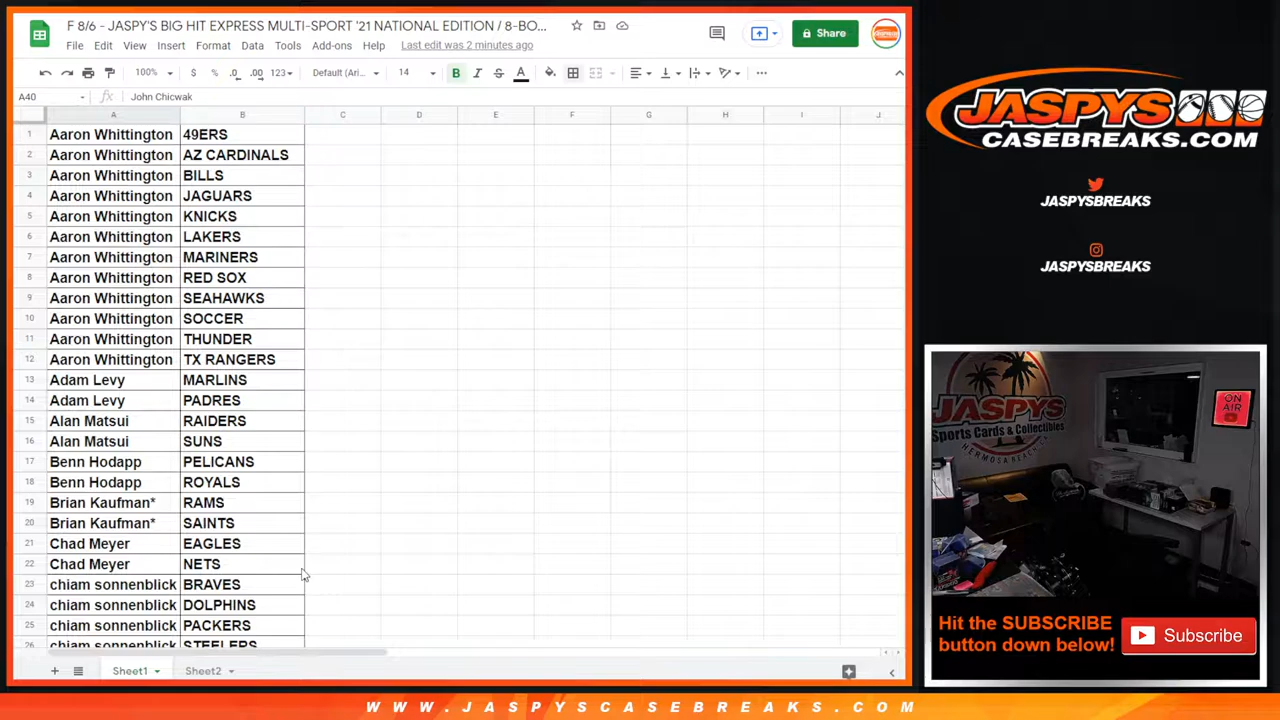 F 8/6 - JASPY'S BIG HIT EXPRESS MULTI-SPORT '21 NATIONAL EDITION / 8-BO...
File Edit View Insert Format Data Tools Add-ons Help Last edit was 2 minutes ago
Share
100% $ % .0 .00 123 Default (Ari... 14 B I S A
A40 fx John Chicwak
A B C D E F G H I J
1 Aaron Whittington 49ERS
2 Aaron Whittington AZ CARDINALS
3 Aaron Whittington BILLS
4 Aaron Whittington JAGUARS
5 Aaron Whittington KNICKS
6 Aaron Whittington LAKERS
7 Aaron Whittington MARINERS
8 Aaron Whittington RED SOX
9 Aaron Whittington SEAHAWKS
10 Aaron Whittington SOCCER
11 Aaron Whittington THUNDER
12 Aaron Whittington TX RANGERS
13 Adam Levy MARLINS
14 Adam Levy PADRES
15 Alan Matsui RAIDERS
16 Alan Matsui SUNS
17 Benn Hodapp PELICANS
18 Benn Hodapp ROYALS
19 Brian Kaufman* RAMS
20 Brian Kaufman* SAINTS
21 Chad Meyer EAGLES
22 Chad Meyer NETS
23 chiam sonnenblick BRAVES
24 chiam sonnenblick DOLPHINS
25 chiam sonnenblick PACKERS
26 chiam sonnenblick STEELERS
Sheet1 Sheet2
JASPYS
CASEBREAKS.COM
JASPYSBREAKS
JASPYSBREAKS
JASPYS
Sports Cards & Collectibles
HERMOSA BEACH, CA
ON
AIR
Hit the SUBSCRIBE
button down below!
Subscribe
WWW.JASPYSCASEBREAKS.COM